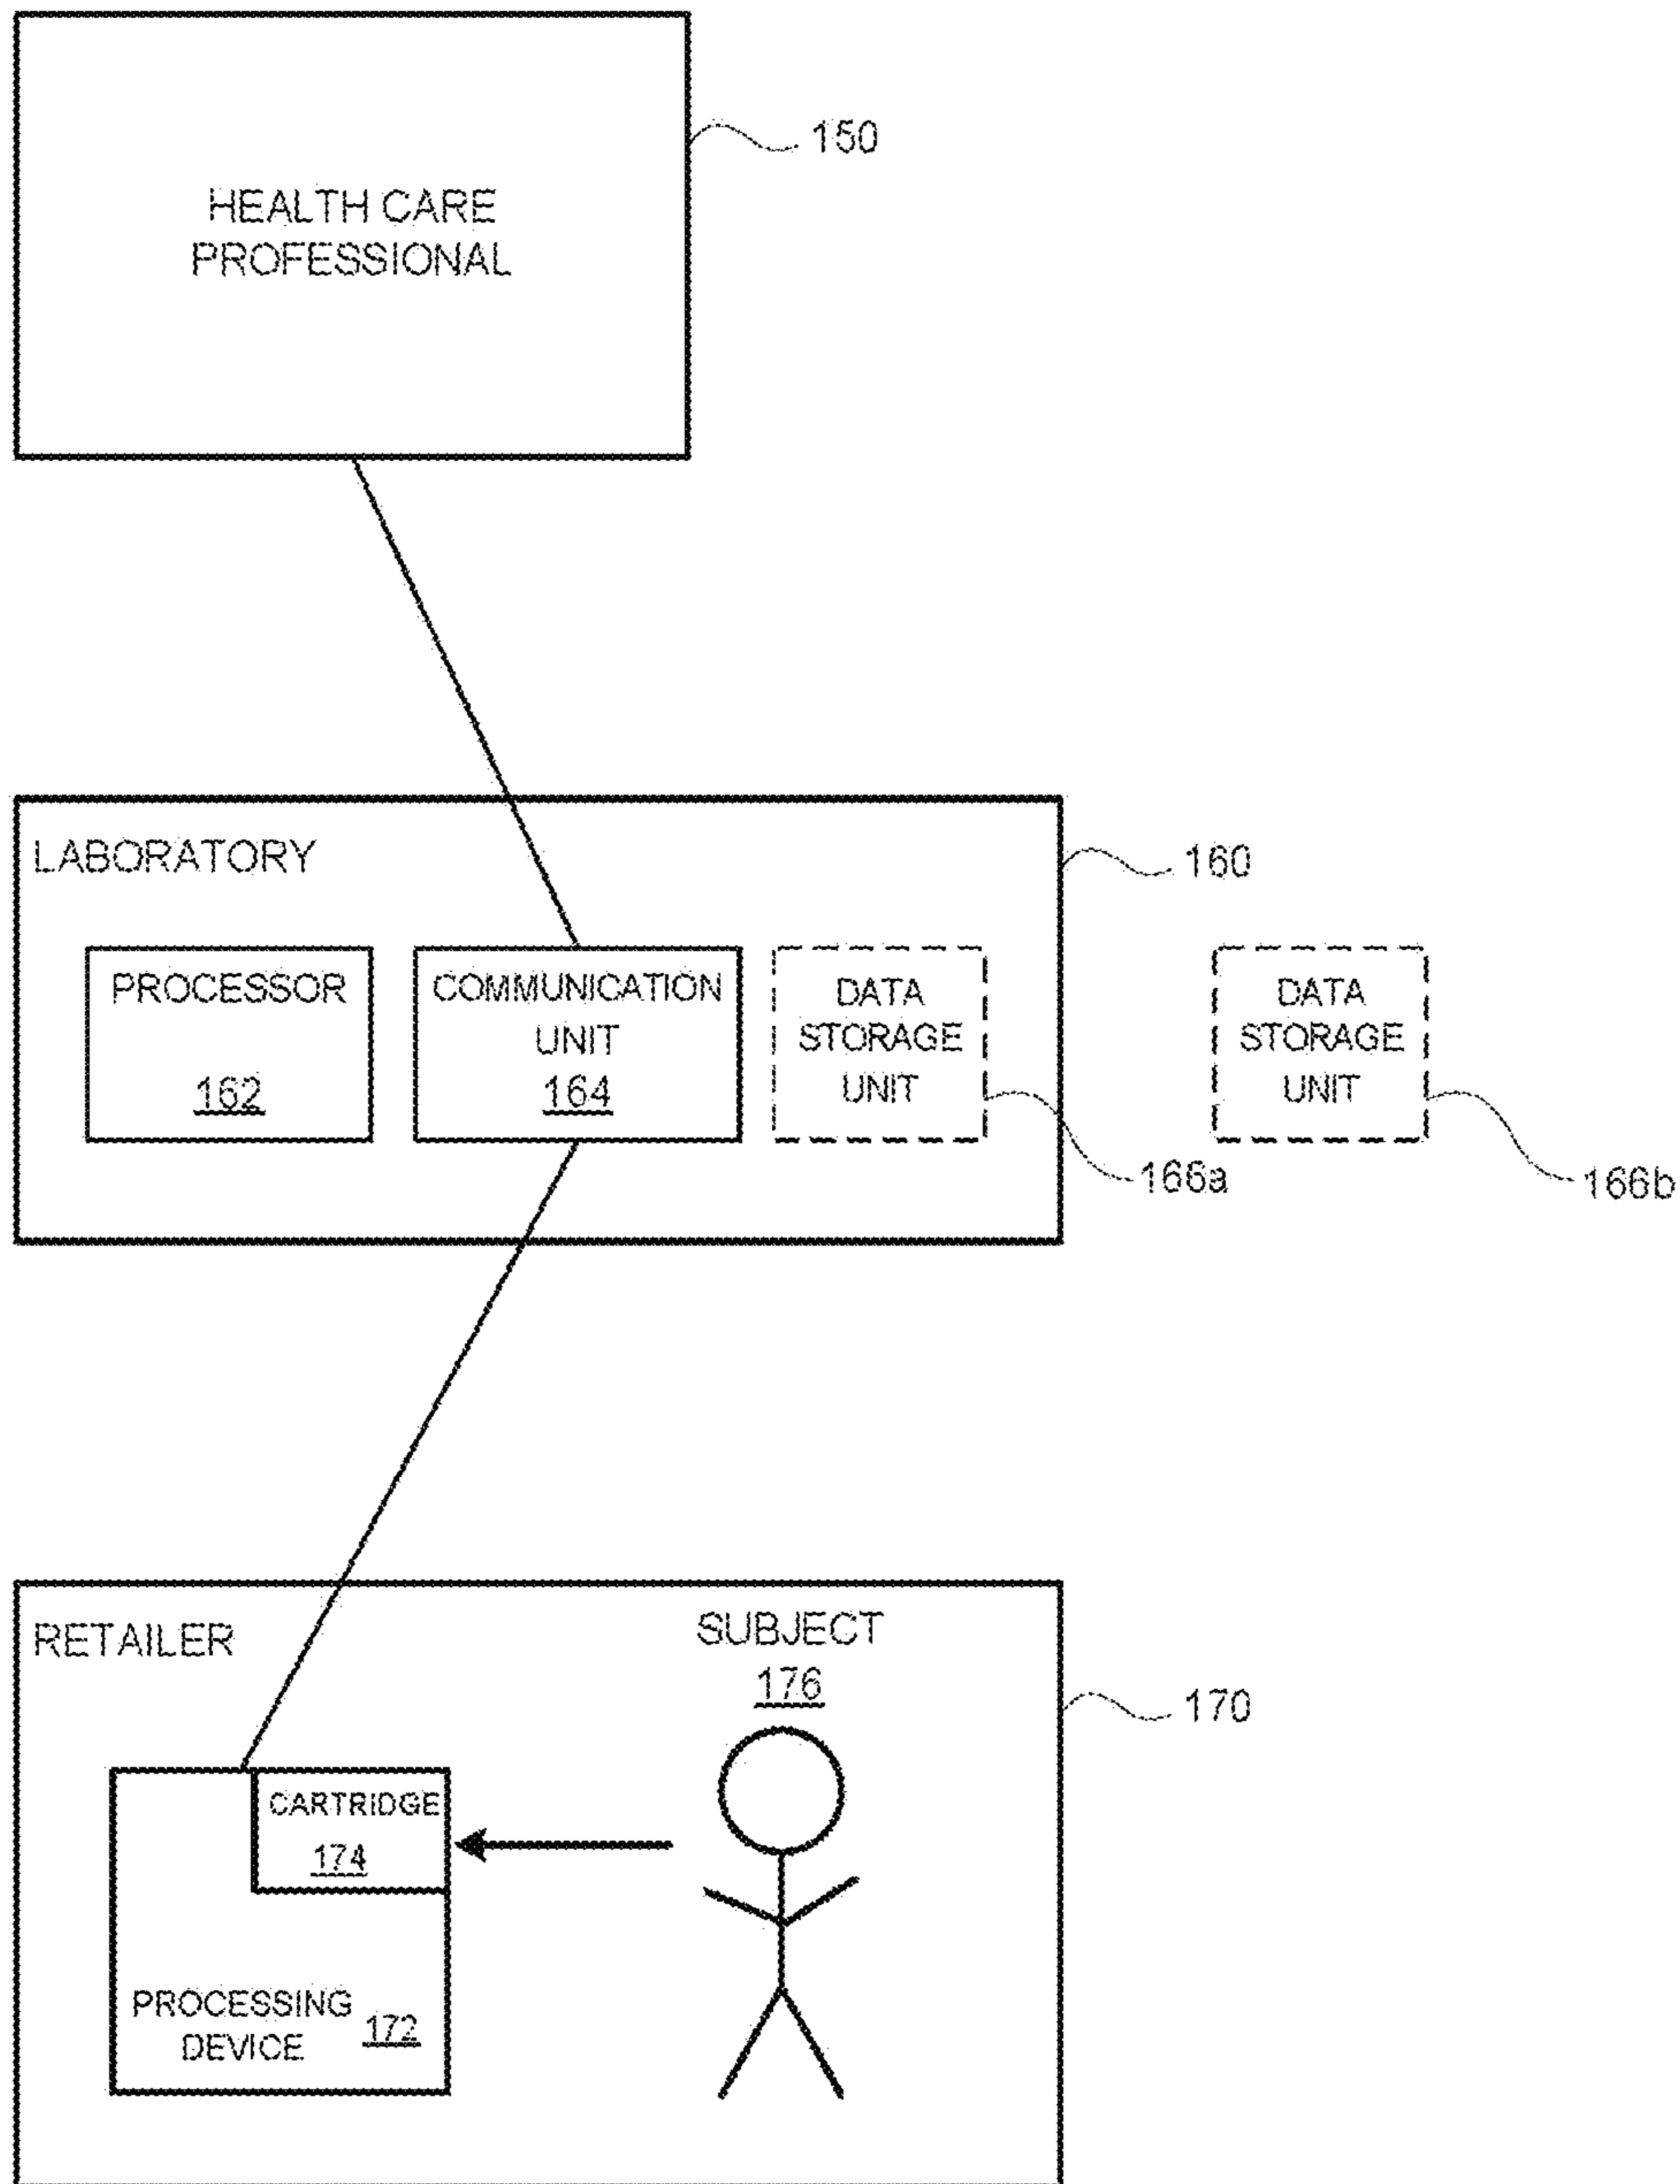 HEALTH CARE
PROFESSIONAL
150
LABORATORY
160
PROCESSOR
162
COMMUNICATION
UNIT
164
DATA
STORAGE
UNIT
166a
DATA
STORAGE
UNIT
166b
RETAILER
SUBJECT
176
170
CARTRIDGE
174
PROCESSING
DEVICE
172